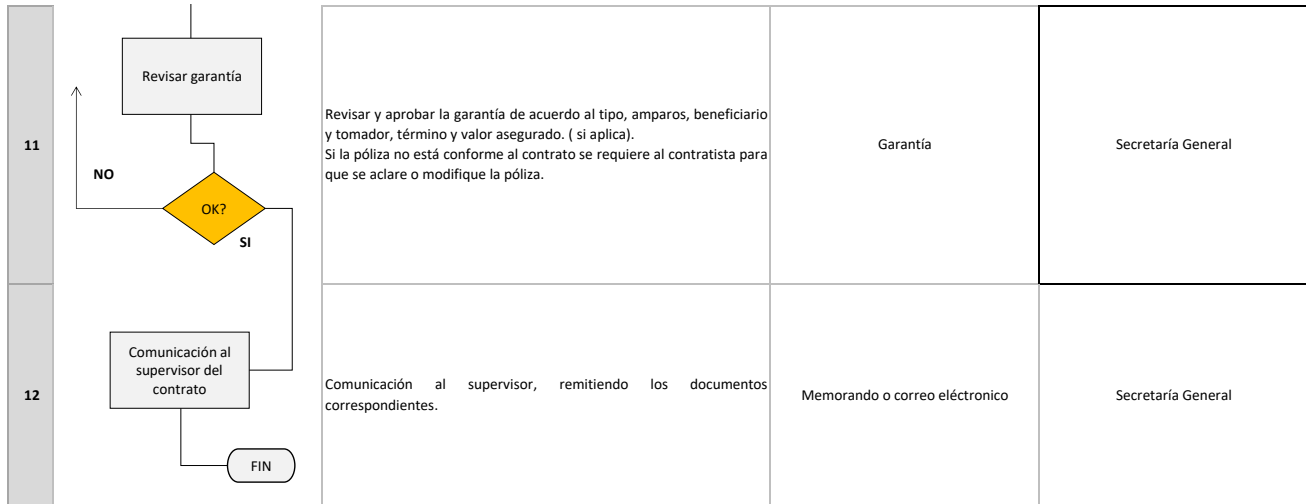 11
Revisar garantía
NO
OK?
SI
Revisar y aprobar la garantía de acuerdo al tipo, amparos, beneficiario
y tomador, término y valor asegurado. ( si aplica).
Si la póliza no está conforme al contrato se requiere al contratista para
que se aclare o modifique la póliza.
Garantía
Secretaría General
12
Comunicación al
supervisor del
contrato
FIN
Comunicación al supervisor, remitiendo los documentos
correspondientes.
Memorando o correo eléctronico
Secretaría General